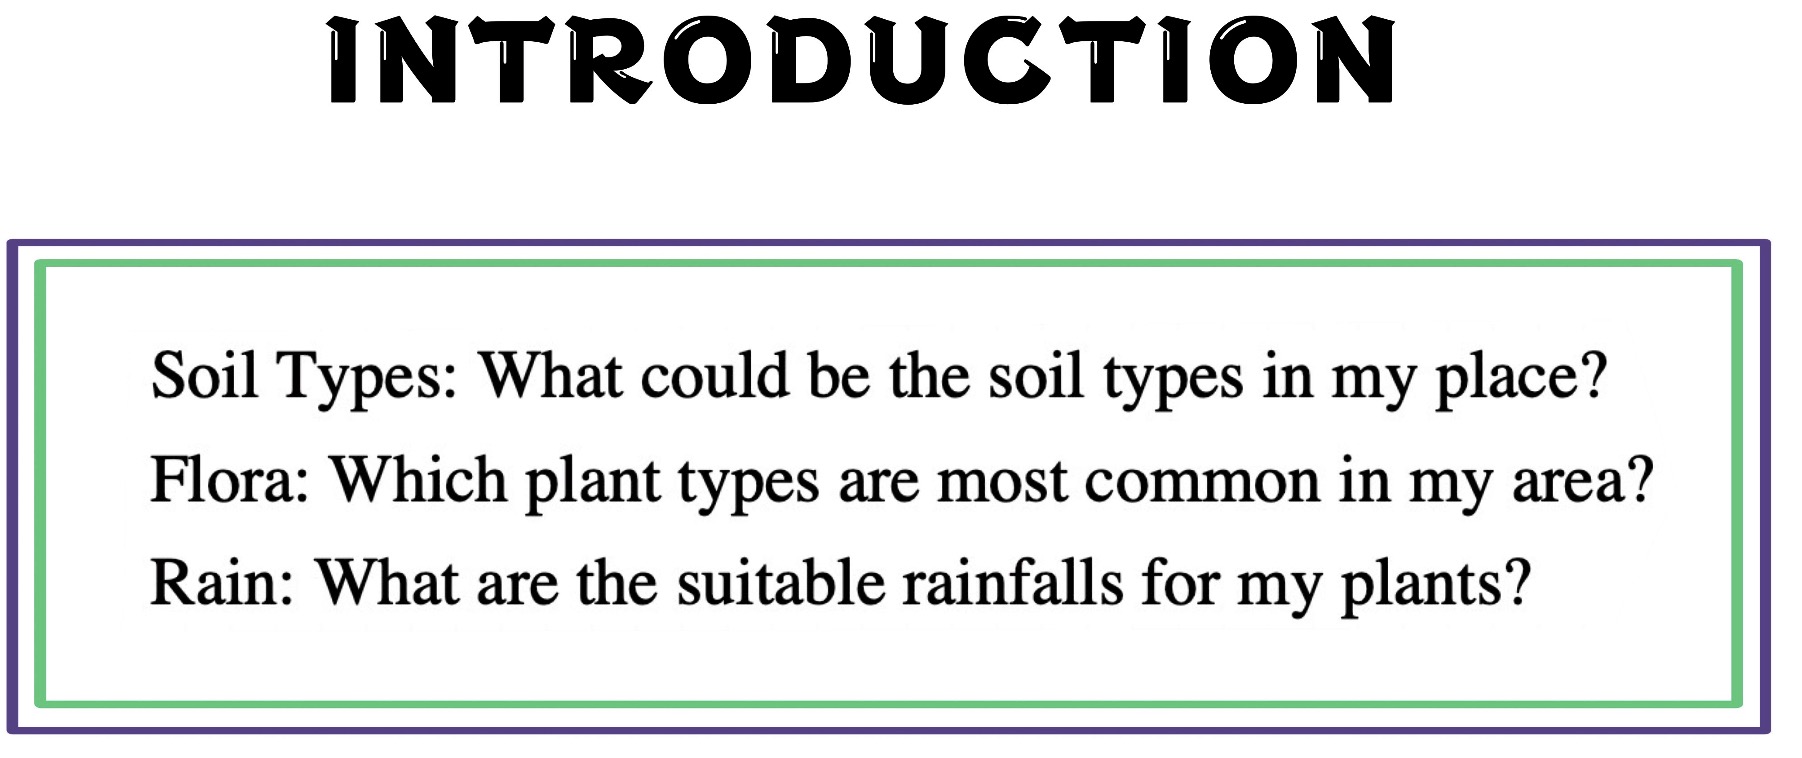 INTRODUCTION
Soil Types: What could be the soil types in my place?
Flora: Which plant types are most common in my area?
Rain: What are the suitable rainfalls for my plants?